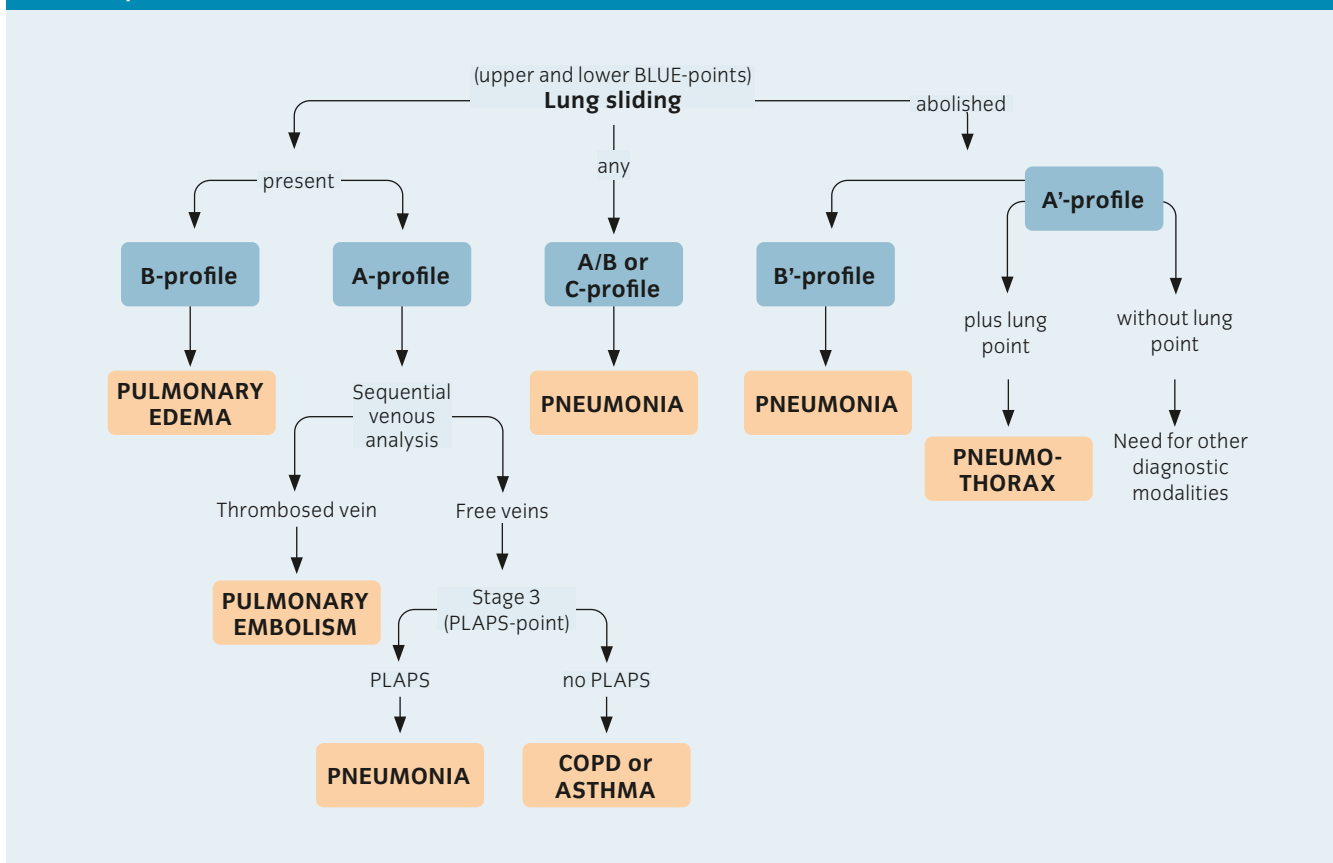 (upper and lower BLUE-points)
Lung sliding
abolished
any
present
A’-profile
B-profile
A-profile
A/B or
C-profile
B’-profile
plus lung
point
without lung
point
PULMONARY
EDEMA
Sequential
venous
analysis
PNEUMONIA
PNEUMONIA
PNEUMO-
THORAX
Need for other
diagnostic
modalities
Thrombosed vein
Free veins
PULMONARY
EMBOLISM
Stage 3
(PLAPS-point)
PLAPS
no PLAPS
PNEUMONIA
COPD or
ASTHMA